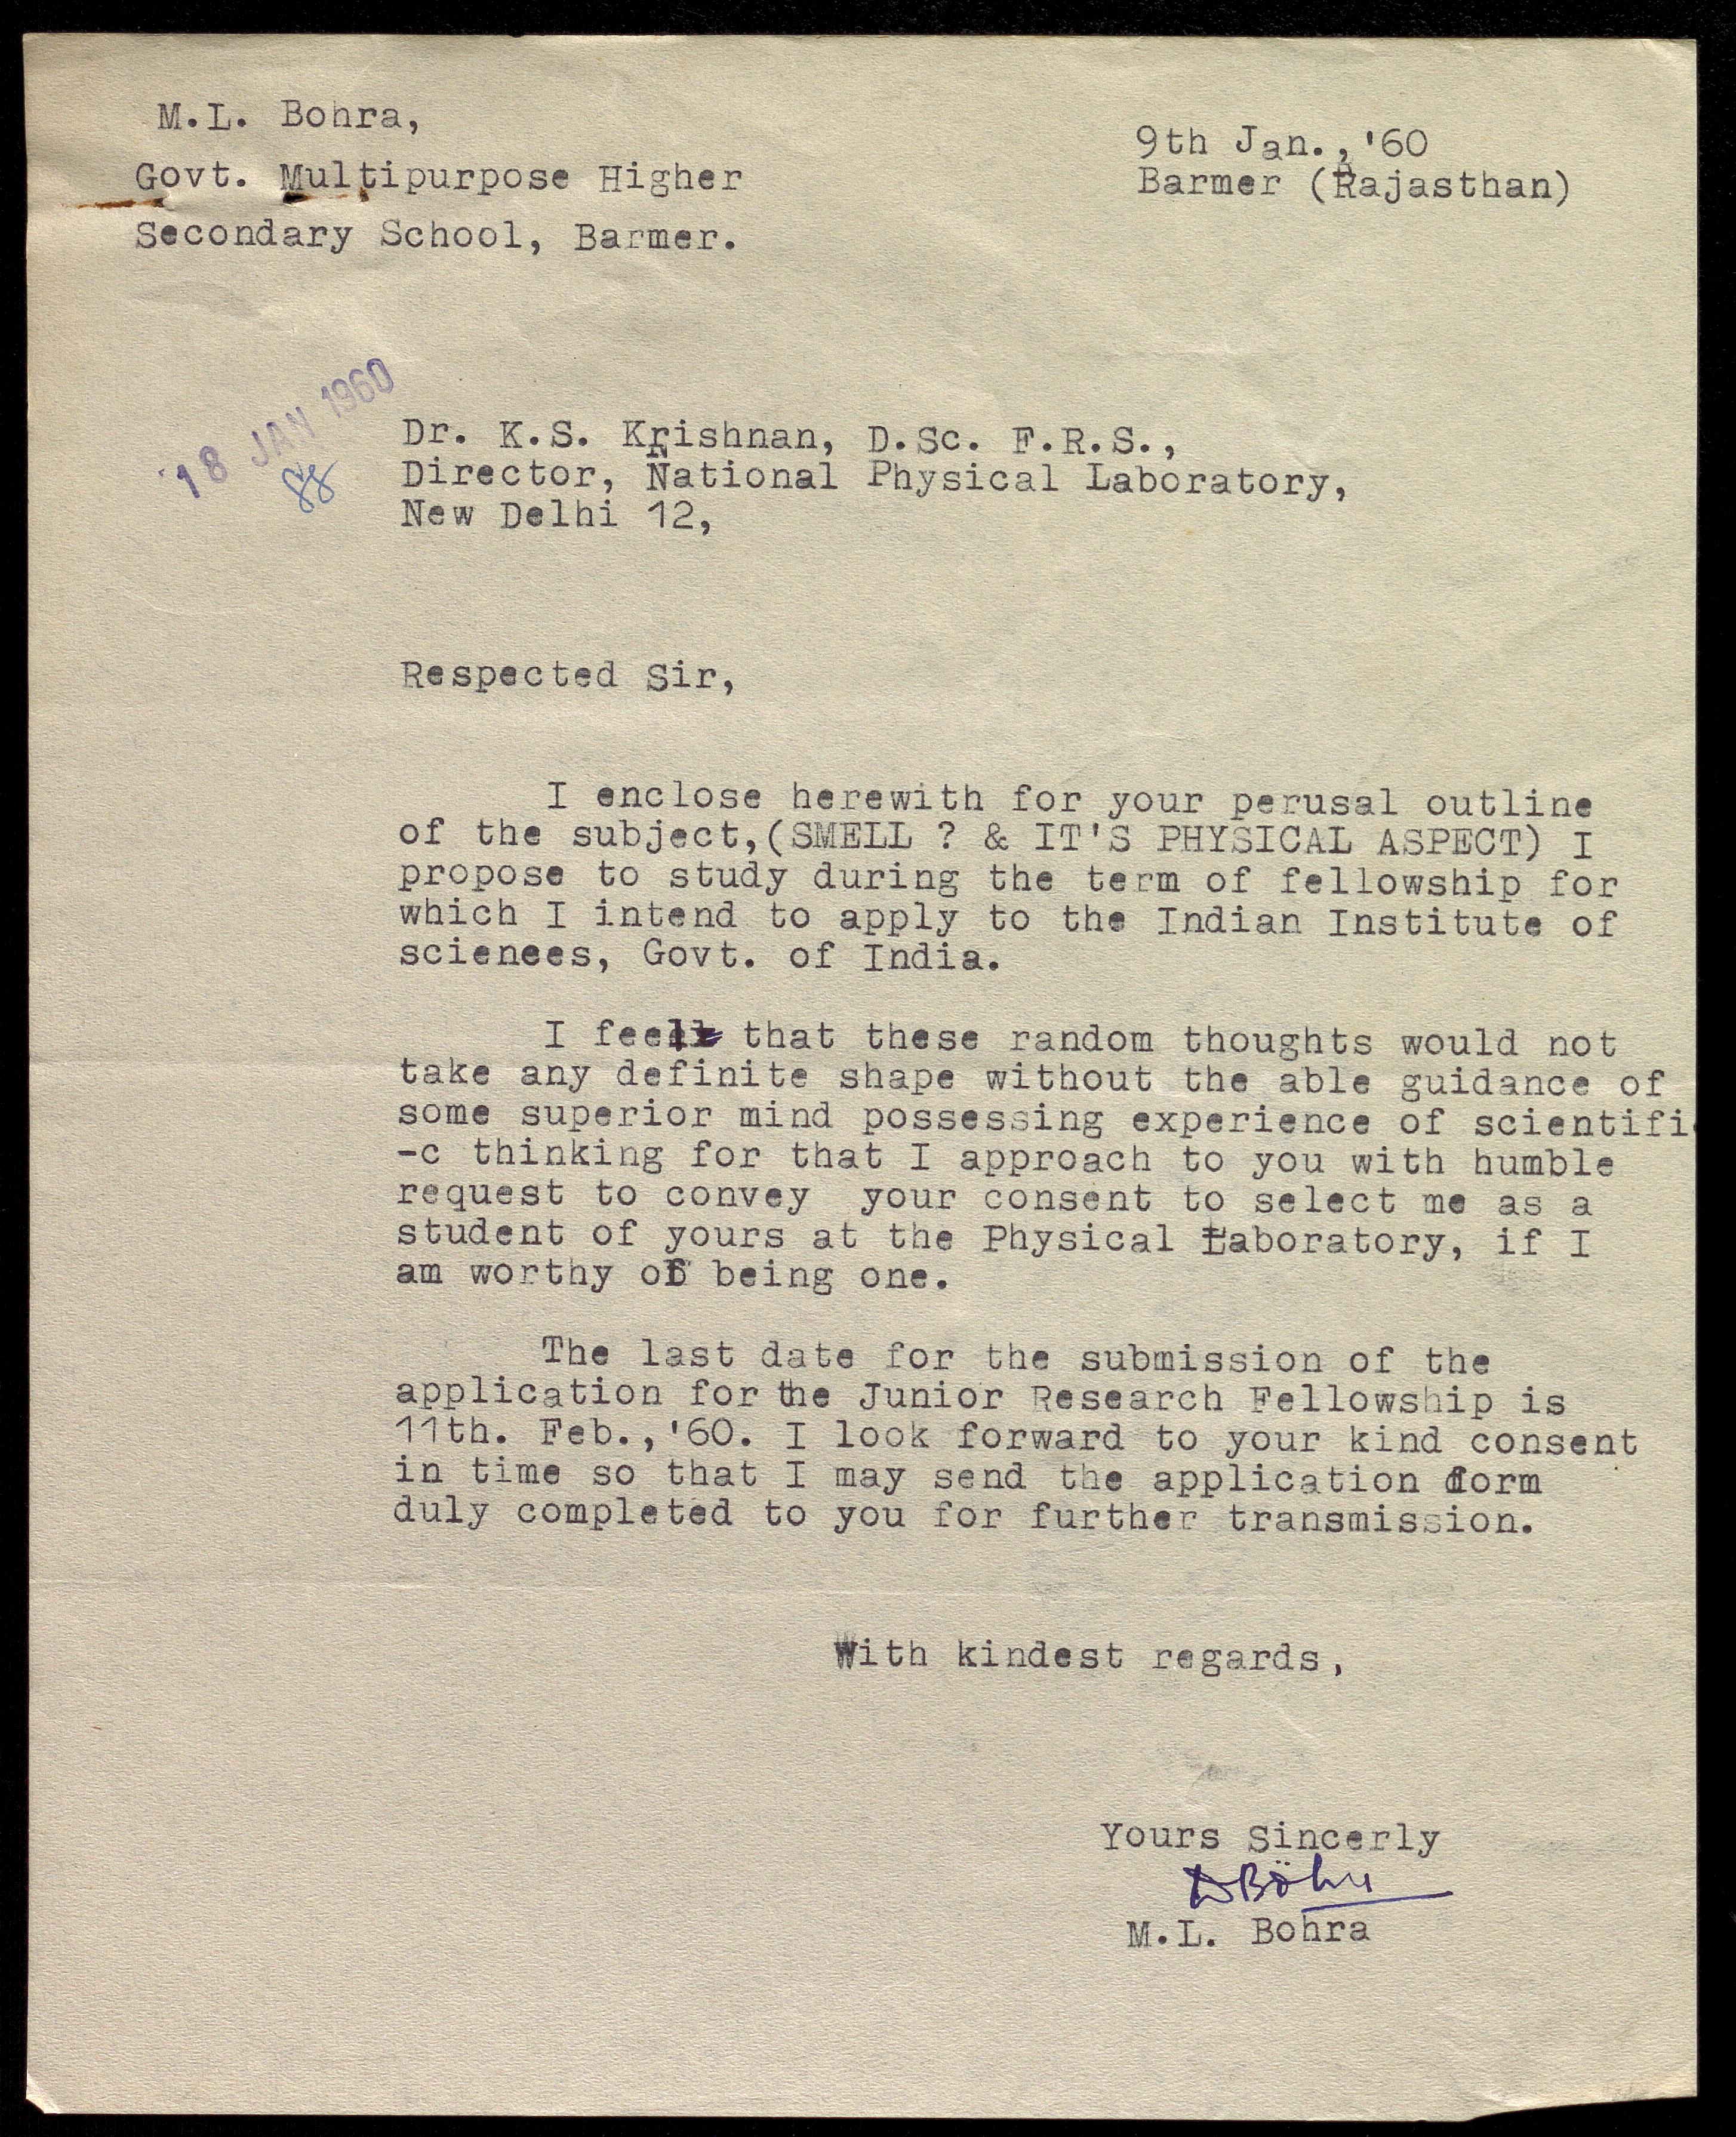 M.L. Bohra,
Govt. Multipurpose Higher
Secondary School, Barmer.
9th Jan., '60
Barmer (Rajasthan)
18 JAN 1960
88
Dr. K.S. Krishnan, D.Sc. F.R.S.,
Director, National Physical Laboratory,
New Delhi 12,
Respected Sir,
I enclose herewith for your perusal outline
of the subject,(SMELL ? & IT'S PHYSICAL ASPECT) I
propose to study during the term of fellowship for
which I intend to apply to the Indian Institute of
scienees, Govt. of India.
I feel that these random thoughts would not
take any definite shape without the able guidance of
some superior mind possessing experience of scientifi
-c thinking for that I approach to you with humble
request to convey your consent to select me as a
student of yours at the Physical Laboratory, if I
am worthy of being one.
The last date for the submission of the
application for the Junior Research Fellowship is
11th. Feb.,'60. I look forward to your kind consent
in time so that I may send the application form
duly completed to you for further transmission.
With kindest regards,
Yours Sincerly
M.L. Bohra